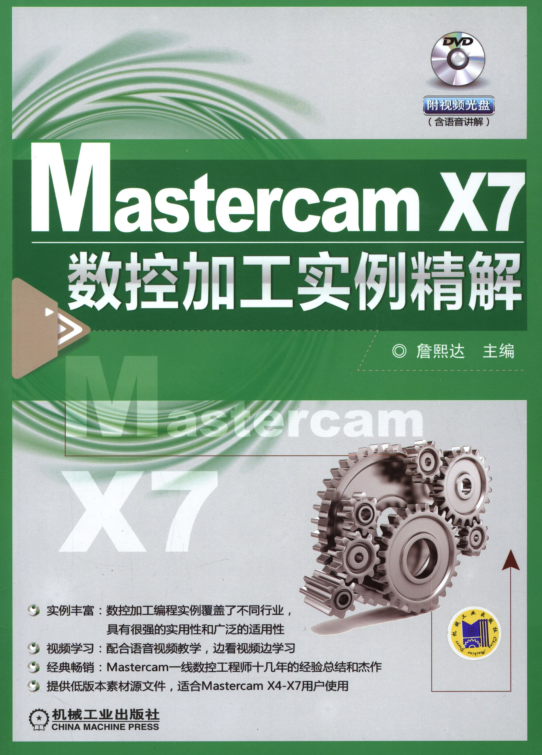 DVD
附视频光盘
（含语音讲解）
Mastercam X7
数控加工实例精解
◎ 詹熙达 主编
Mastercam
X7
实例丰富：数控加工编程实例覆盖了不同行业，
具有很强的实用性和广泛的适用性
视频学习：配合语音视频教学，边看视频边学习
经典畅销：Mastercam一线数控工程师十几年的经验总结和杰作
提供低版本素材源文件，适合Mastercam X4-X7用户使用
机械工业出版社
CHINA MACHINE PRESS